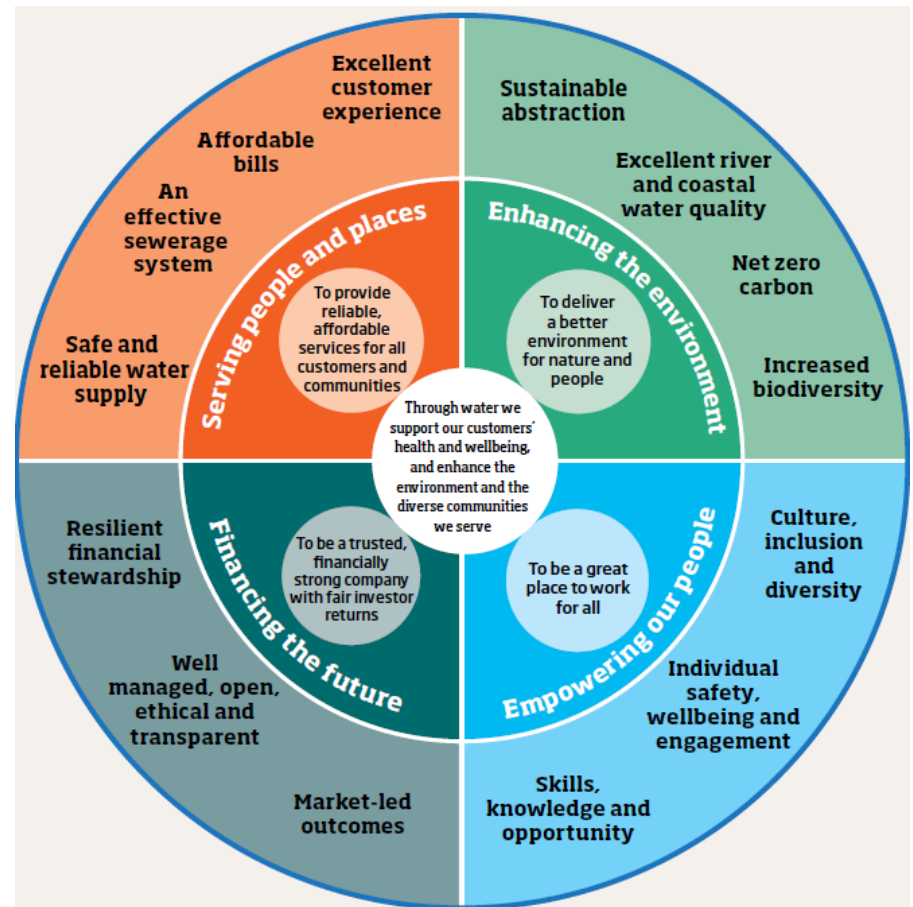 Excellent
customer
experience
Affordable
bills
An
effective
sewerage
system
Safe and
reliable water
supply
Serving people and places
To provide
reliable,
affordable
services for all
customers and
communities
Sustainable
abstraction
Excellent river
and coastal
water quality
Net zero
carbon
Increased
biodiversity
Enhancing the environment
To deliver
a better
environment
for nature and
people
Through water we
support our customers’
health and wellbeing,
and enhance the
environment and the
diverse communities
we serve
Resilient
financial
stewardship
Well
managed, open,
ethical and
transparent
Market-led
outcomes
Financing the future
To be a trusted,
financially
strong company
with fair investor
returns
Culture,
inclusion
and
diversity
Individual
safety,
wellbeing and
engagement
Skills,
knowledge and
opportunity
Empowering our people
To be a great
place to work
for all